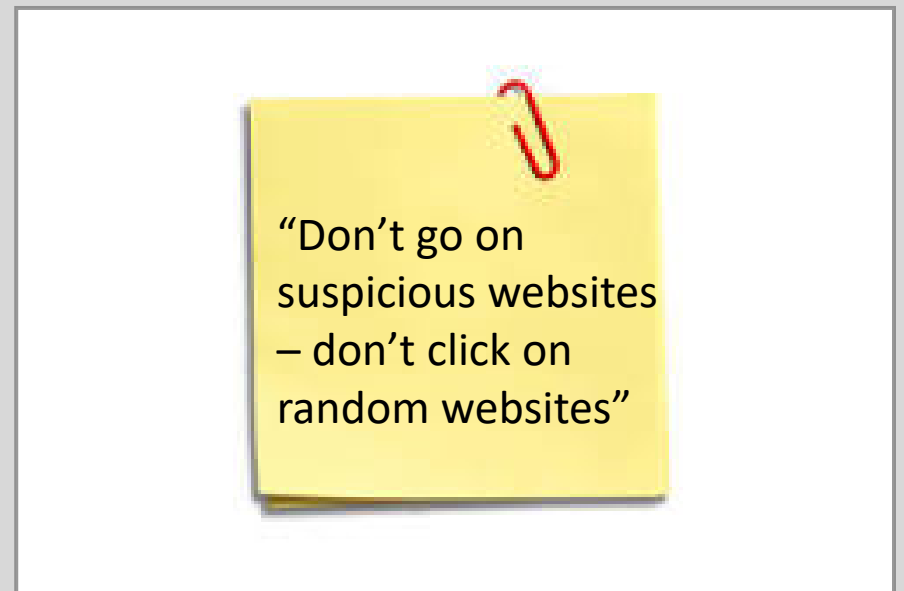 “Don’t go on
suspicious websites
– don’t click on
random websites”